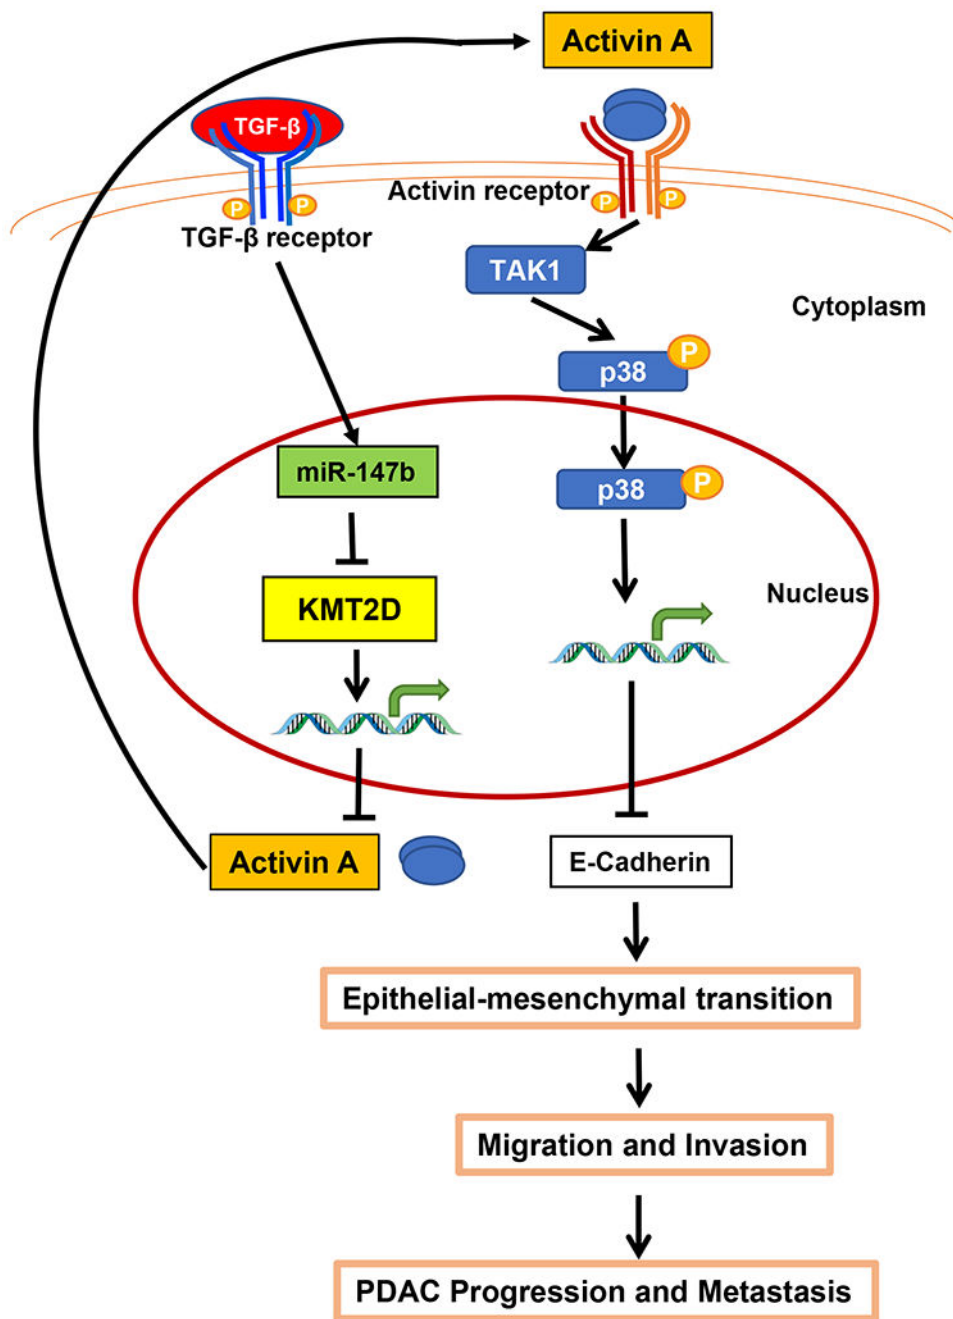 Activin A
TGF-β
Activin receptor
P
P
P
P
TGF-β receptor
TAK1
Cytoplasm
P
p38
miR-147b
p38
P
KMT2D
Nucleus
Activin A
E-Cadherin
Epithelial-mesenchymal transition
Migration and Invasion
PDAC Progression and Metastasis